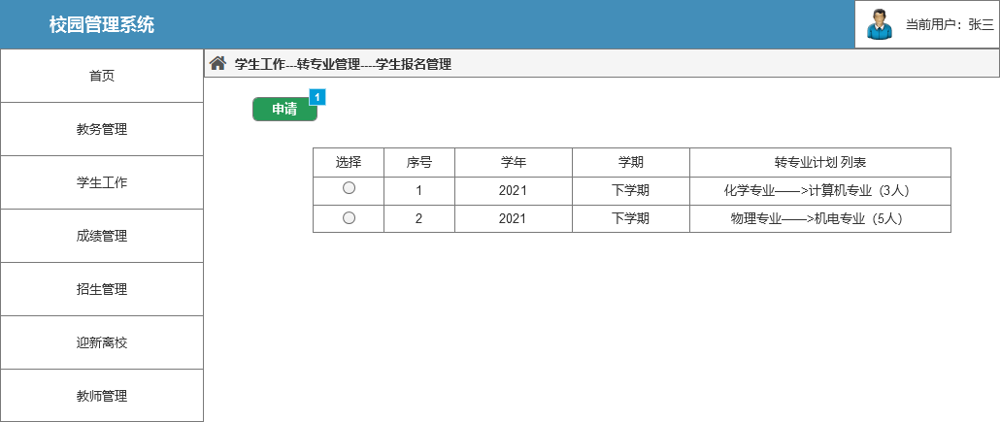 校园管理系统
当前用户：张三
首页
教务管理
学生工作
成绩管理
招生管理
迎新离校
教师管理
学生工作---转专业管理----学生报名管理
申请 1
选择 序号 学年 学期 转专业计划 列表
1 2021 下学期 化学专业——>计算机专业（3人）
2 2021 下学期 物理专业——>机电专业（5人）